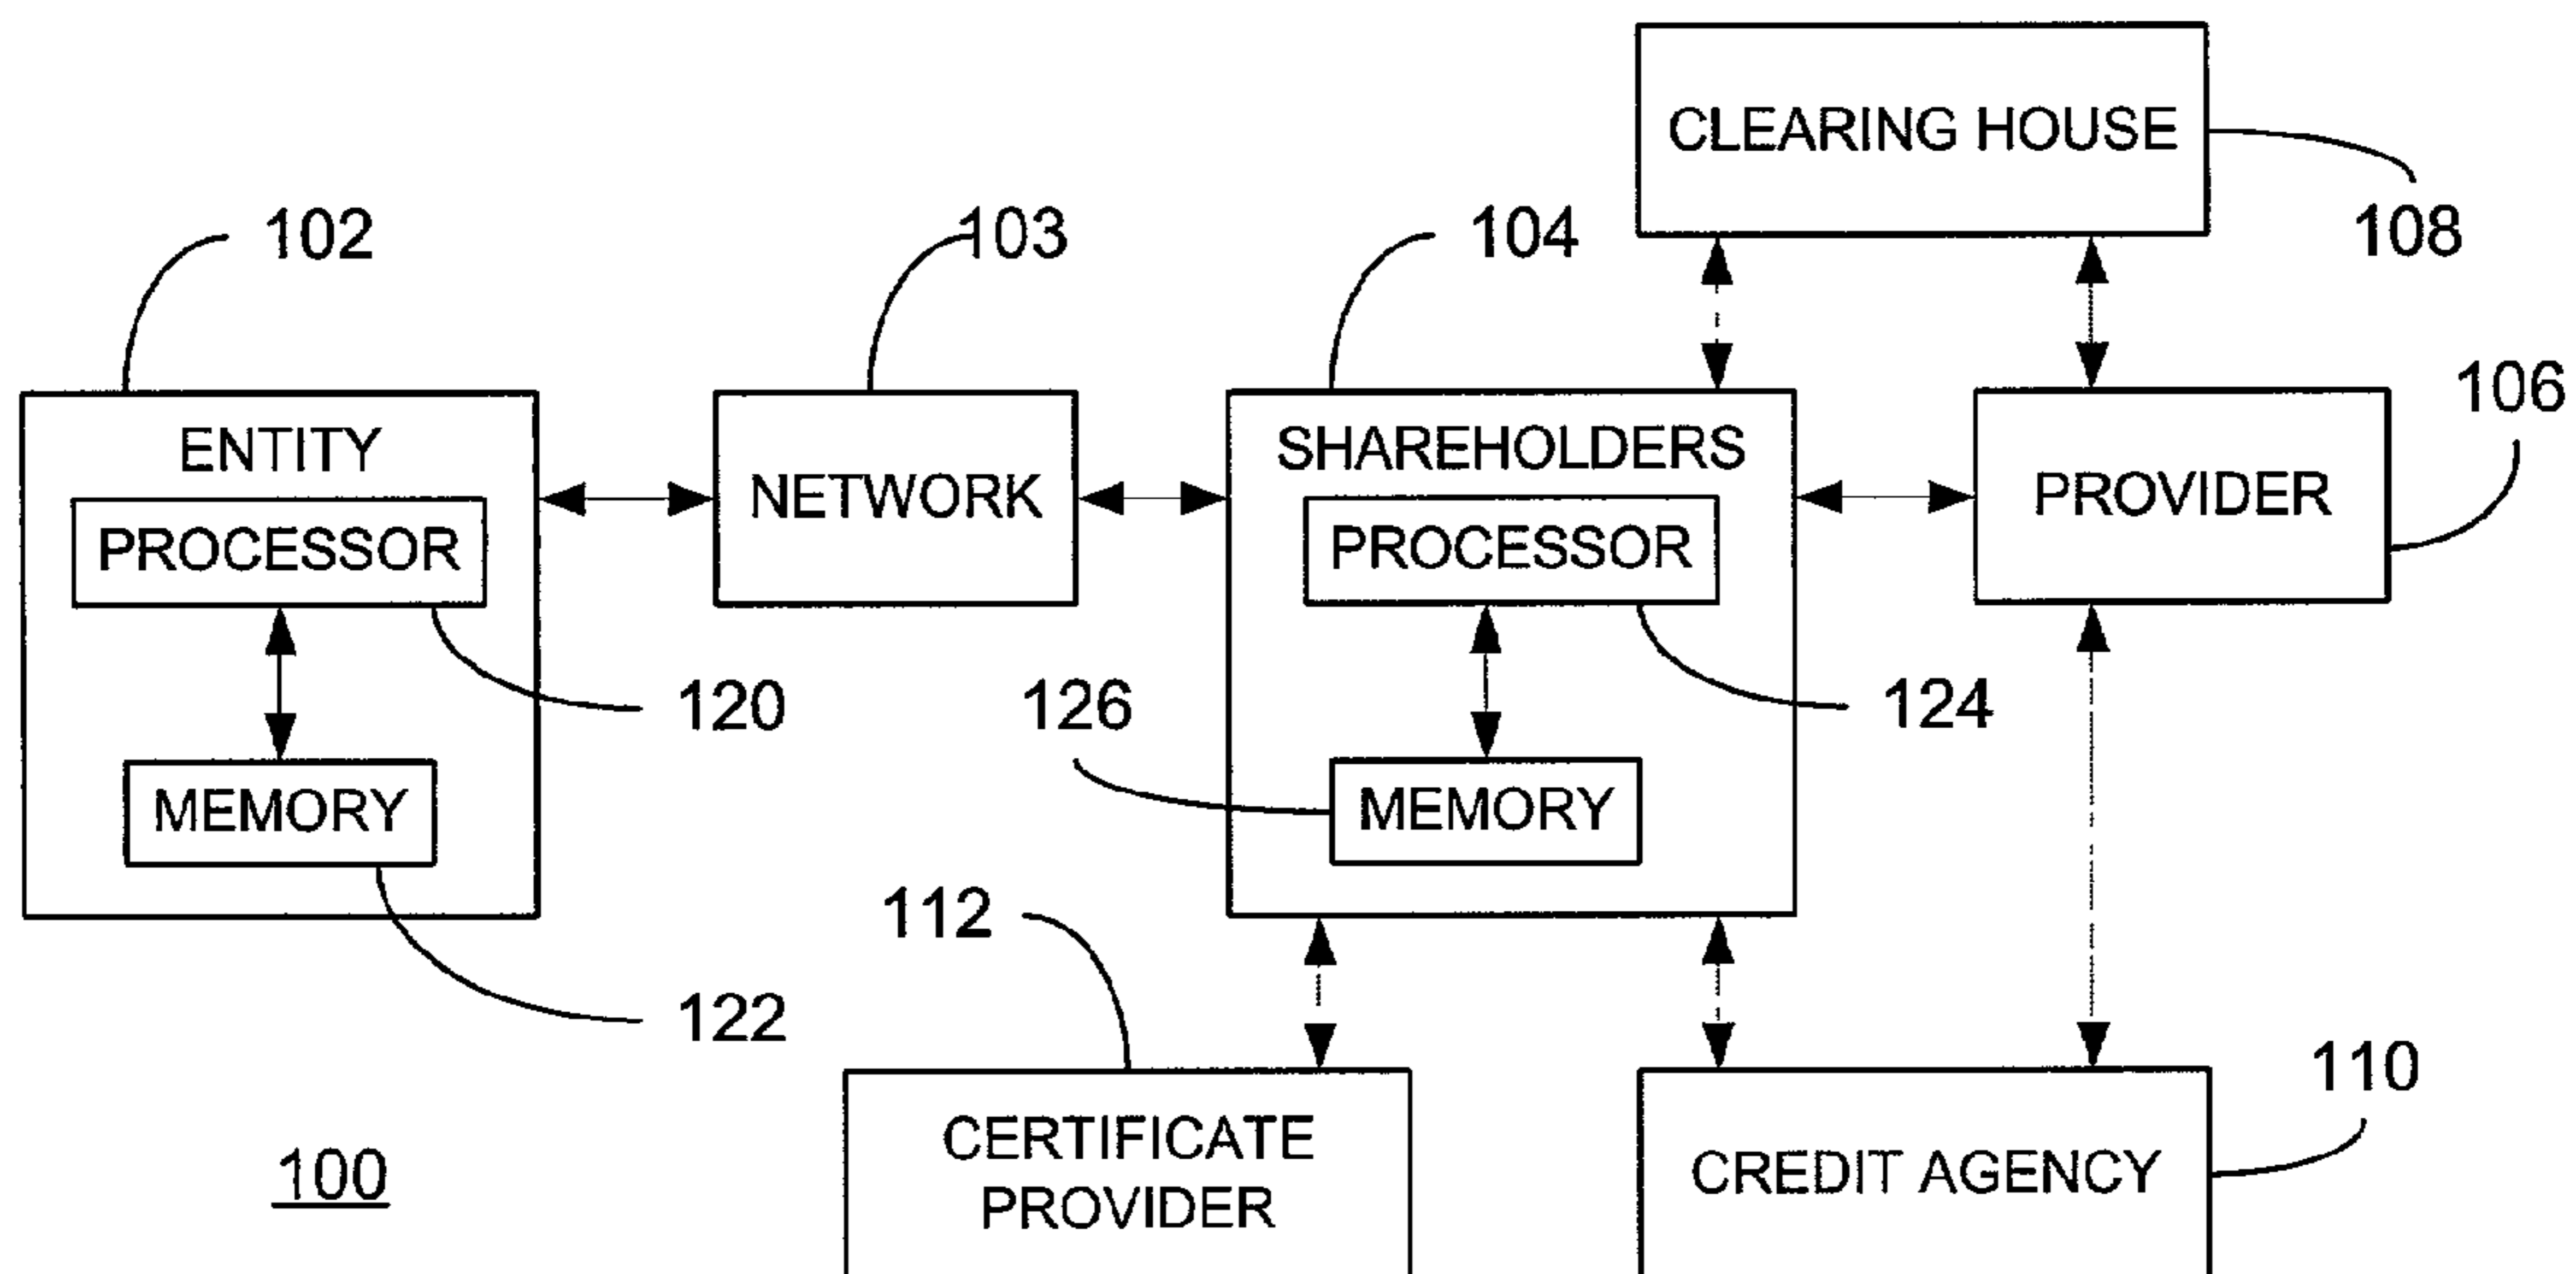 CLEARING HOUSE
108
102
103
104
106
ENTITY
PROCESSOR
NETWORK
SHAREHOLDERS
PROCESSOR
PROVIDER
120
126
124
MEMORY
MEMORY
122
112
110
CERTIFICATE
PROVIDER
CREDIT AGENCY
100